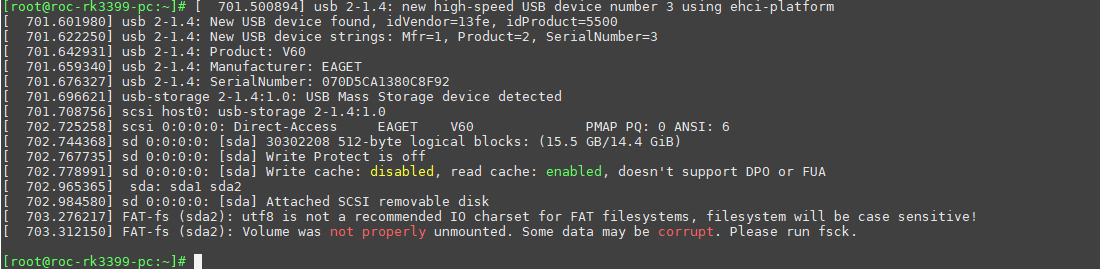 [root@roc-rk3399-pc:~]# [  701.500894] usb 2-1.4: new high-speed USB device number 3 using ehci-platform
[  701.601980] usb 2-1.4: New USB device found, idVendor=13fe, idProduct=5500
[  701.622250] usb 2-1.4: New USB device strings: Mfr=1, Product=2, SerialNumber=3
[  701.642931] usb 2-1.4: Product: V60
[  701.659340] usb 2-1.4: Manufacturer: EAGET
[  701.676327] usb 2-1.4: SerialNumber: 070D5CA1380C8F92
[  701.696621] usb-storage 2-1.4:1.0: USB Mass Storage device detected
[  701.708756] scsi host0: usb-storage 2-1.4:1.0
[  702.725258] scsi 0:0:0:0: Direct-Access     EAGET    V60              PMAP PQ: 0 ANSI: 6
[  702.744368] sd 0:0:0:0: [sda] 30302208 512-byte logical blocks: (15.5 GB/14.4 GiB)
[  702.767735] sd 0:0:0:0: [sda] Write Protect is off
[  702.778991] sd 0:0:0:0: [sda] Write cache: disabled, read cache: enabled, doesn't support DPO or FUA
[  702.965365]  sda: sda1 sda2
[  702.984580] sd 0:0:0:0: [sda] Attached SCSI removable disk
[  703.276217] FAT-fs (sda2): utf8 is not a recommended IO charset for FAT filesystems, filesystem will be case sensitive!
[  703.312150] FAT-fs (sda2): Volume was not properly unmounted. Some data may be corrupt. Please run fsck.
[root@roc-rk3399-pc:~]#